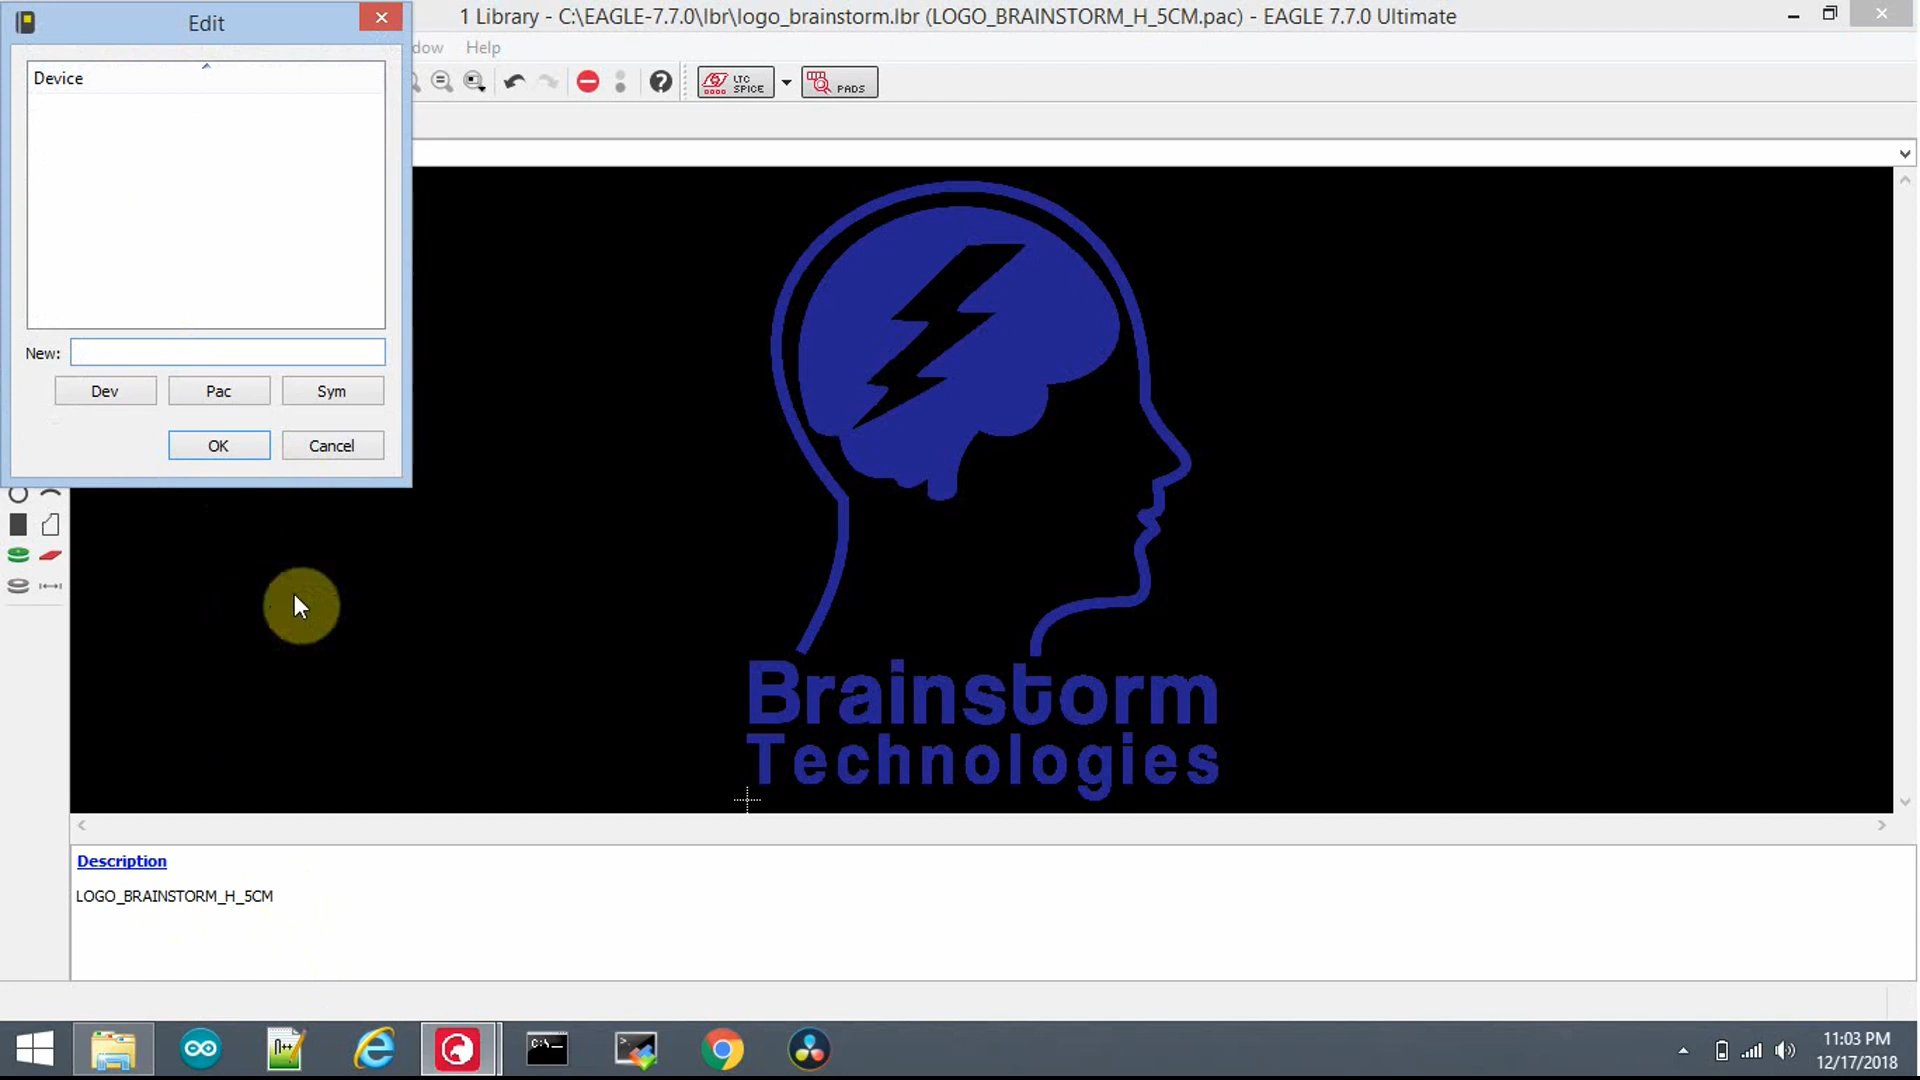 Edit
1 Library - C:\EAGLE-7.7.0\lbr\logo_brainstorm.lbr (LOGO_BRAINSTORM_H_5CM.pac) - EAGLE 7.7.0 Ultimate
dow Help
Device
LTC
SPICE
PADS
New:
Dev Pac Sym
OK Cancel
Brainstorm
Technologies
Description
LOGO_BRAINSTORM_H_5CM
11:03 PM
12/17/2018